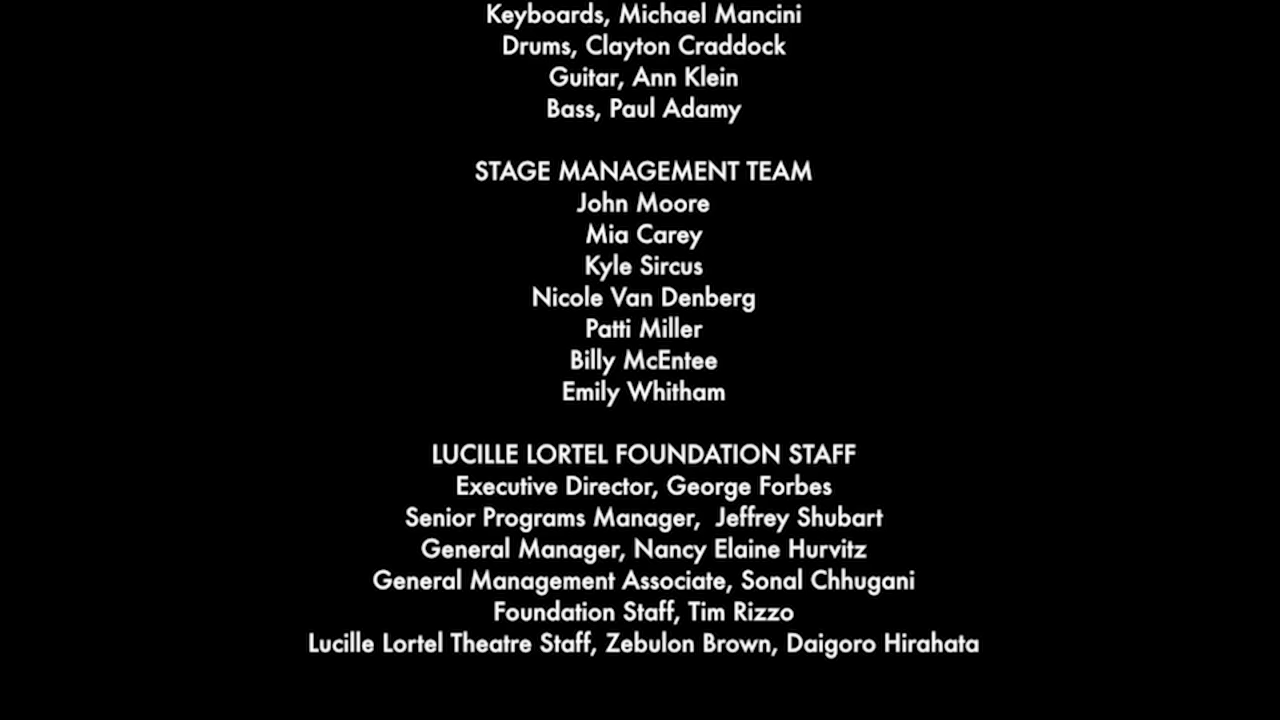 Keyboards, Michael Mancini
Drums, Clayton Craddock
Guitar, Ann Klein
Bass, Paul Adamy
STAGE MANAGEMENT TEAM
John Moore
Mia Carey
Kyle Sircus
Nicole Van Denberg
Patti Miller
Billy McEntee
Emily Whitham
LUCILLE LORTEL FOUNDATION STAFF
Executive Director, George Forbes
Senior Programs Manager,  Jeffrey Shubart
General Manager, Nancy Elaine Hurvitz
General Management Associate, Sonal Chhugani
Foundation Staff, Tim Rizzo
Lucille Lortel Theatre Staff, Zebulon Brown, Daigoro Hirahata